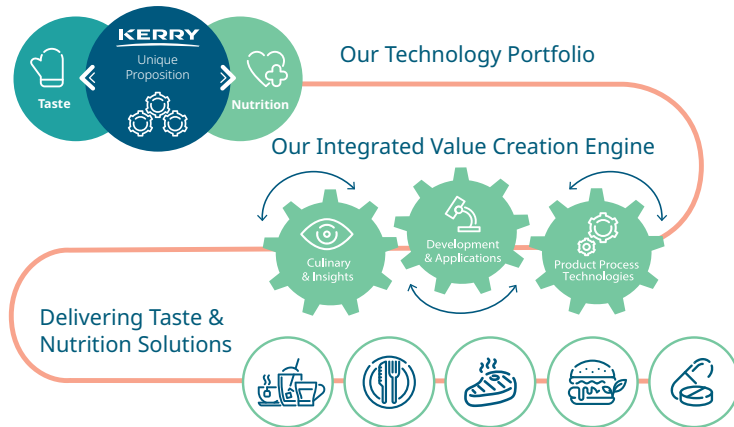 KERRY
Unique
Proposition
Taste
Nutrition
Our Technology Portfolio
Our Integrated Value Creation Engine
Culinary
& Insights
Development
& Applications
Product Process
Technologies
Delivering Taste &
Nutrition Solutions